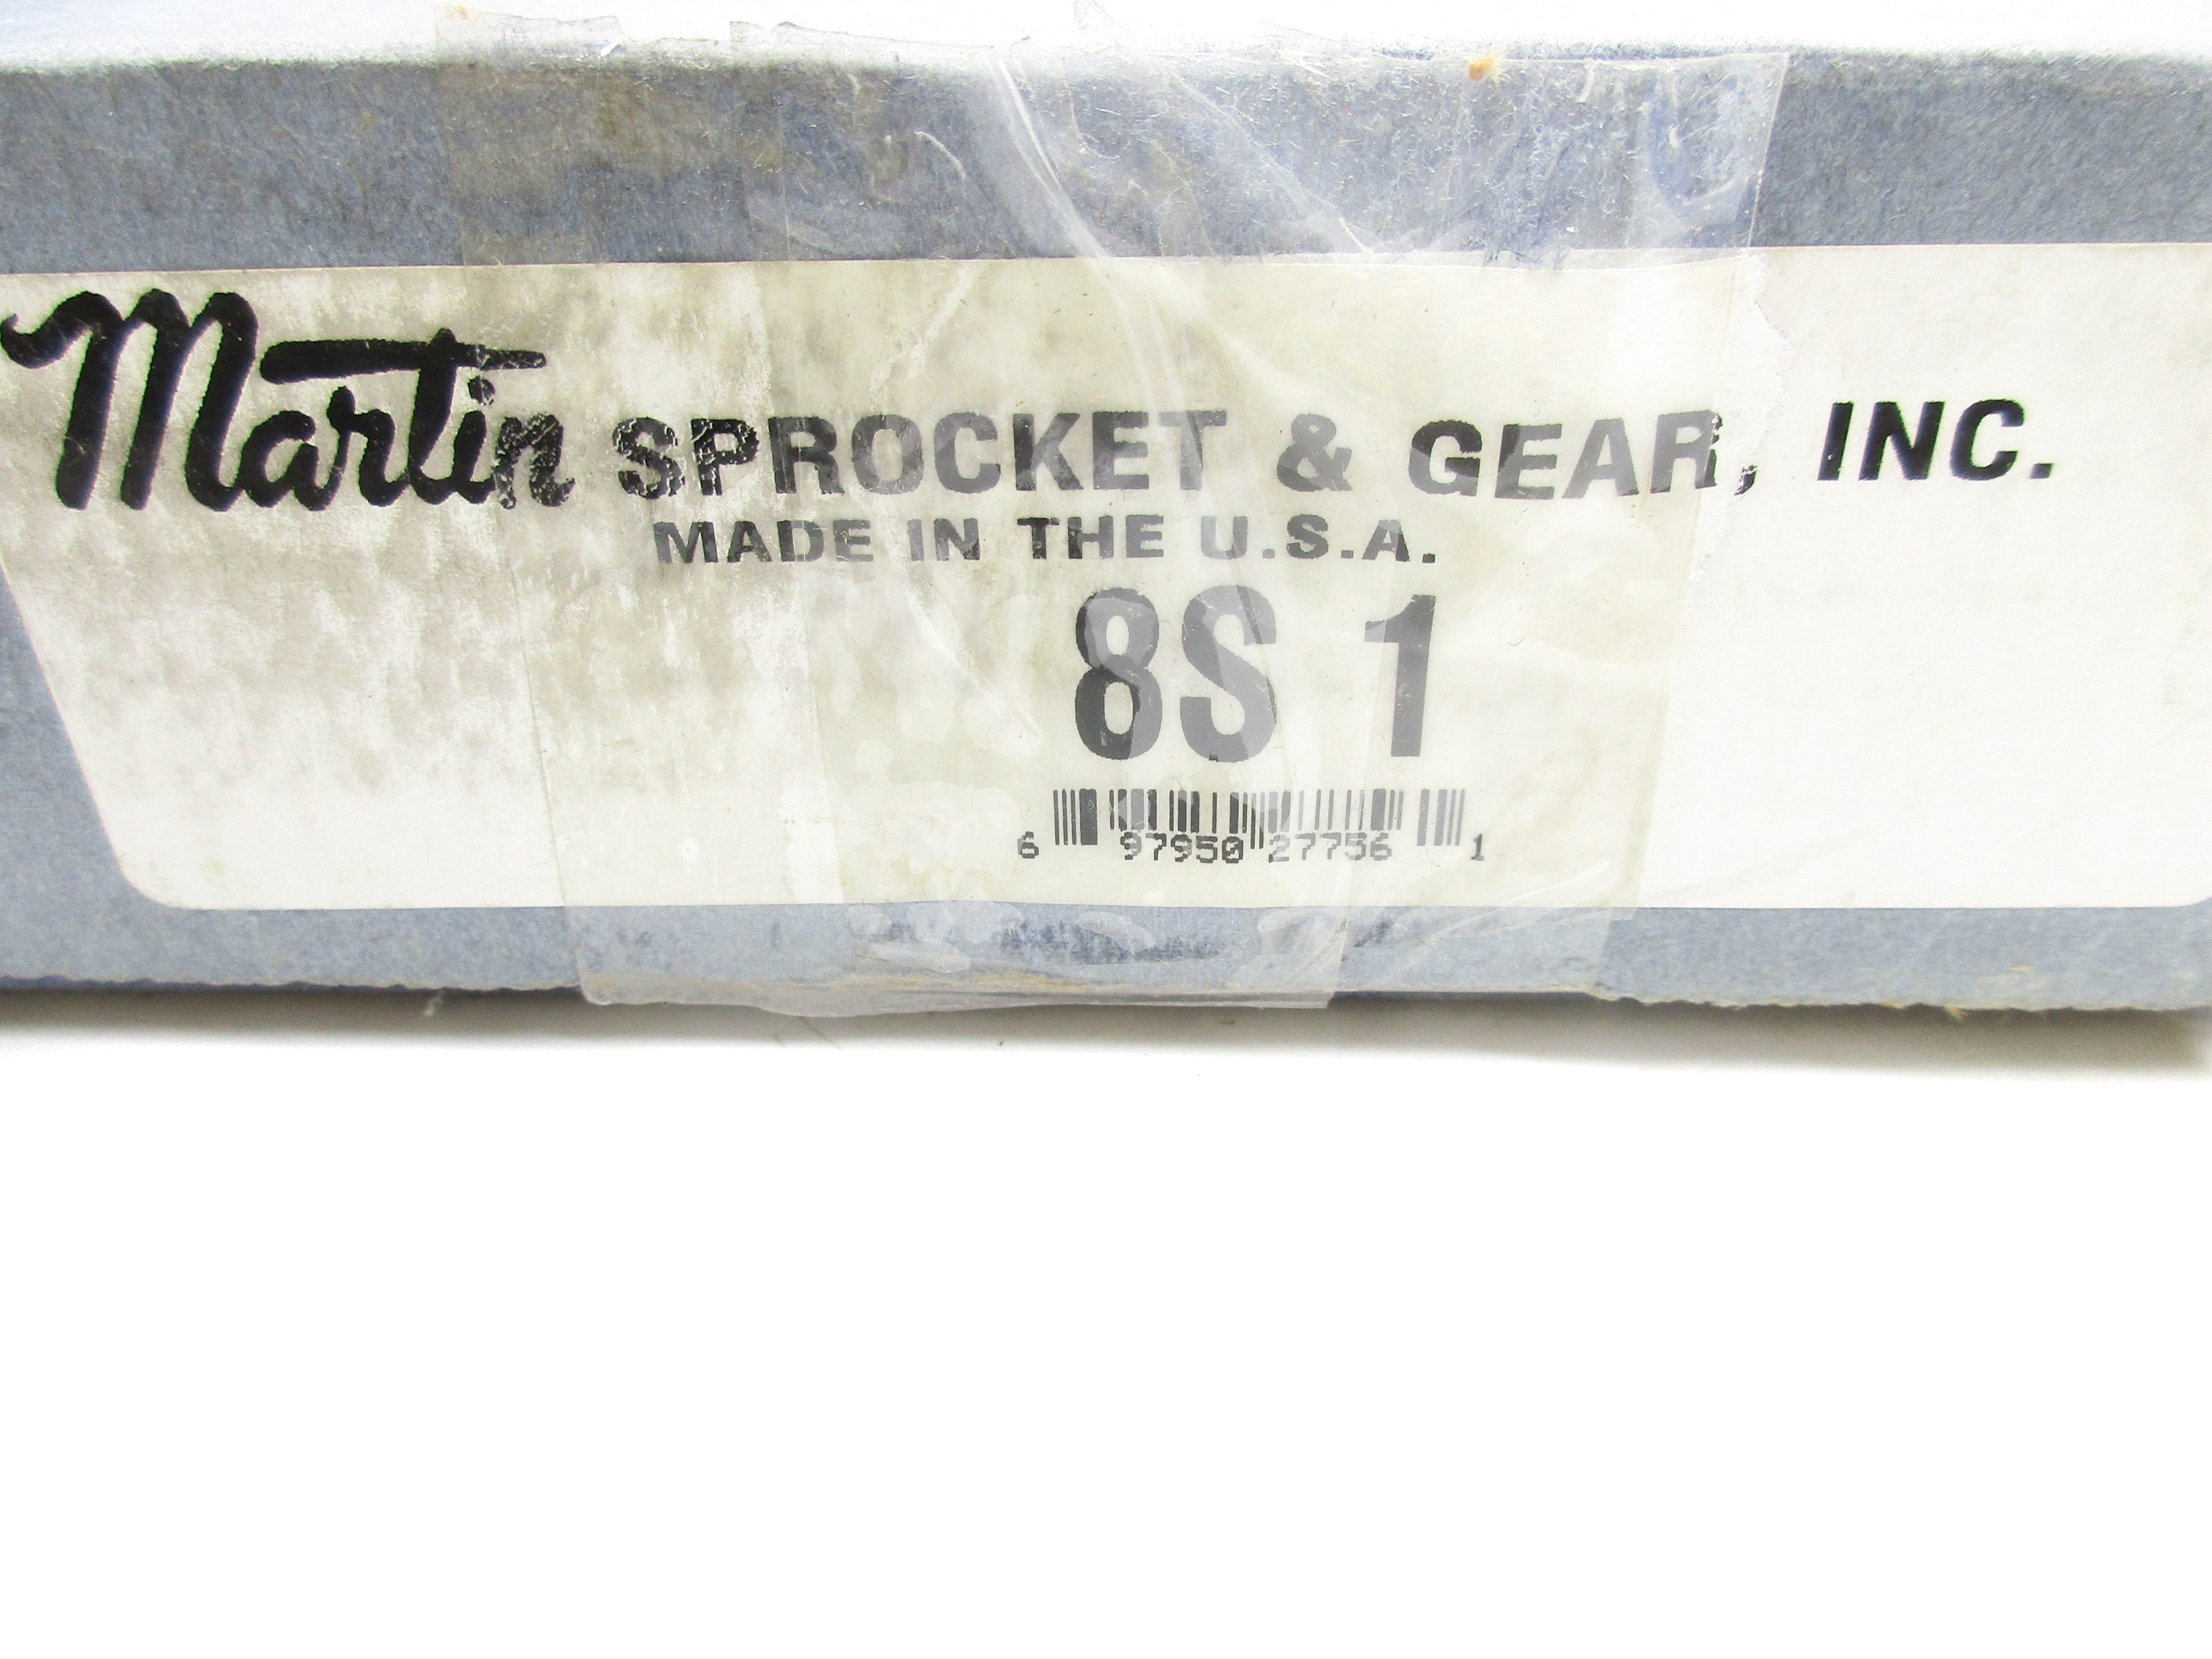 Martin SPROCKET & GEAR, INC.
MADE IN THE U.S.A.
8S 1
6 97950 27756 1